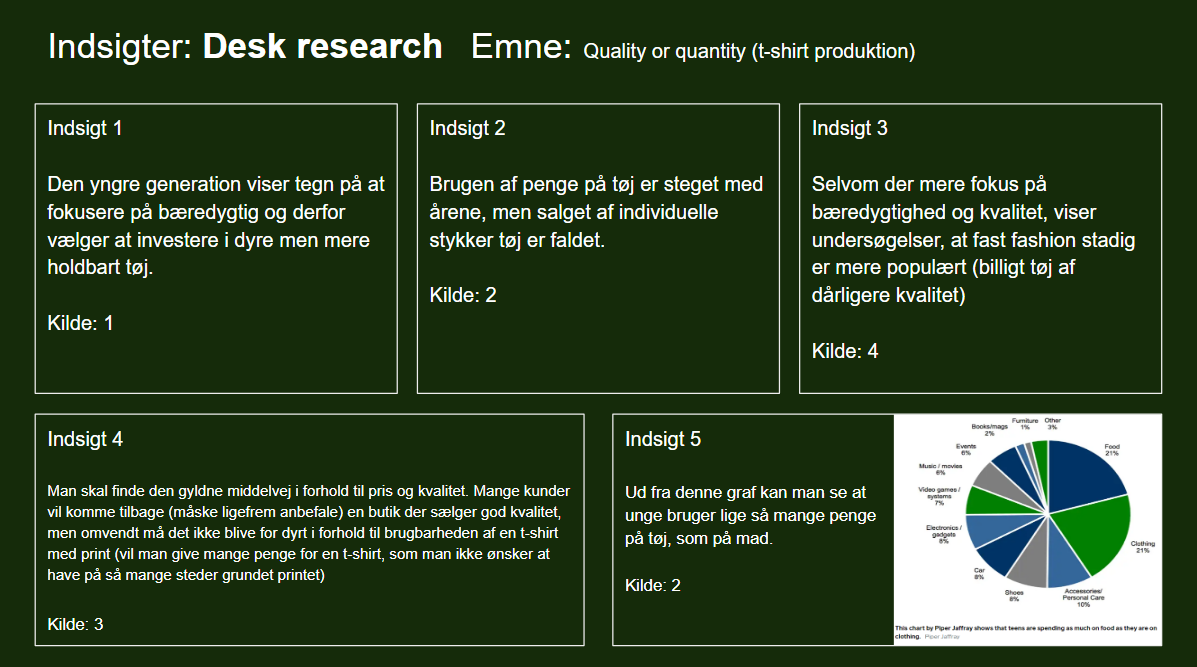 Indsigter: Desk research Emne: Quality or quantity (t-shirt produktion)
Indsigt 1
Den yngre generation viser tegn på at
fokusere på bæredygtig og derfor
vælger at investere i dyre men mere
holdbart tøj.
Kilde: 1
Indsigt 2
Brugen af penge på tøj er steget med
årene, men salget af individuelle
stykker tøj er faldet.
Kilde: 2
Indsigt 3
Selvom der mere fokus på
bæredygtighed og kvalitet, viser
undersøgelser, at fast fashion stadig
er mere populært (billigt tøj af
dårligere kvalitet)
Kilde: 4
Indsigt 4
Man skal finde den gyldne middelvej i forhold til pris og kvalitet. Mange kunder
vil komme tilbage (måske ligefrem anbefale) en butik der sælger god kvalitet,
men omvendt må det ikke blive for dyrt i forhold til brugbarheden af en t-shirt
med print (vil man give mange penge for en t-shirt, som man ikke ønsker at
have på så mange steder grundet printet)
Kilde: 3
Indsigt 5
Ud fra denne graf kan man se at
unge bruger lige så mange penge
på tøj, som på mad.
Kilde: 2
Food
21%
Clothing
21%
Accessories/
Personal Care
10%
Shoes
8%
Car
8%
Electronics /
gadgets
8%
Video games /
systems
7%
Music / movies
6%
Events
6%
Books/mags
2%
Furniture
1%
Other
3%
This chart by Piper Jaffray shows that teens are spending as much on food as they are on
clothing. Piper Jaffray